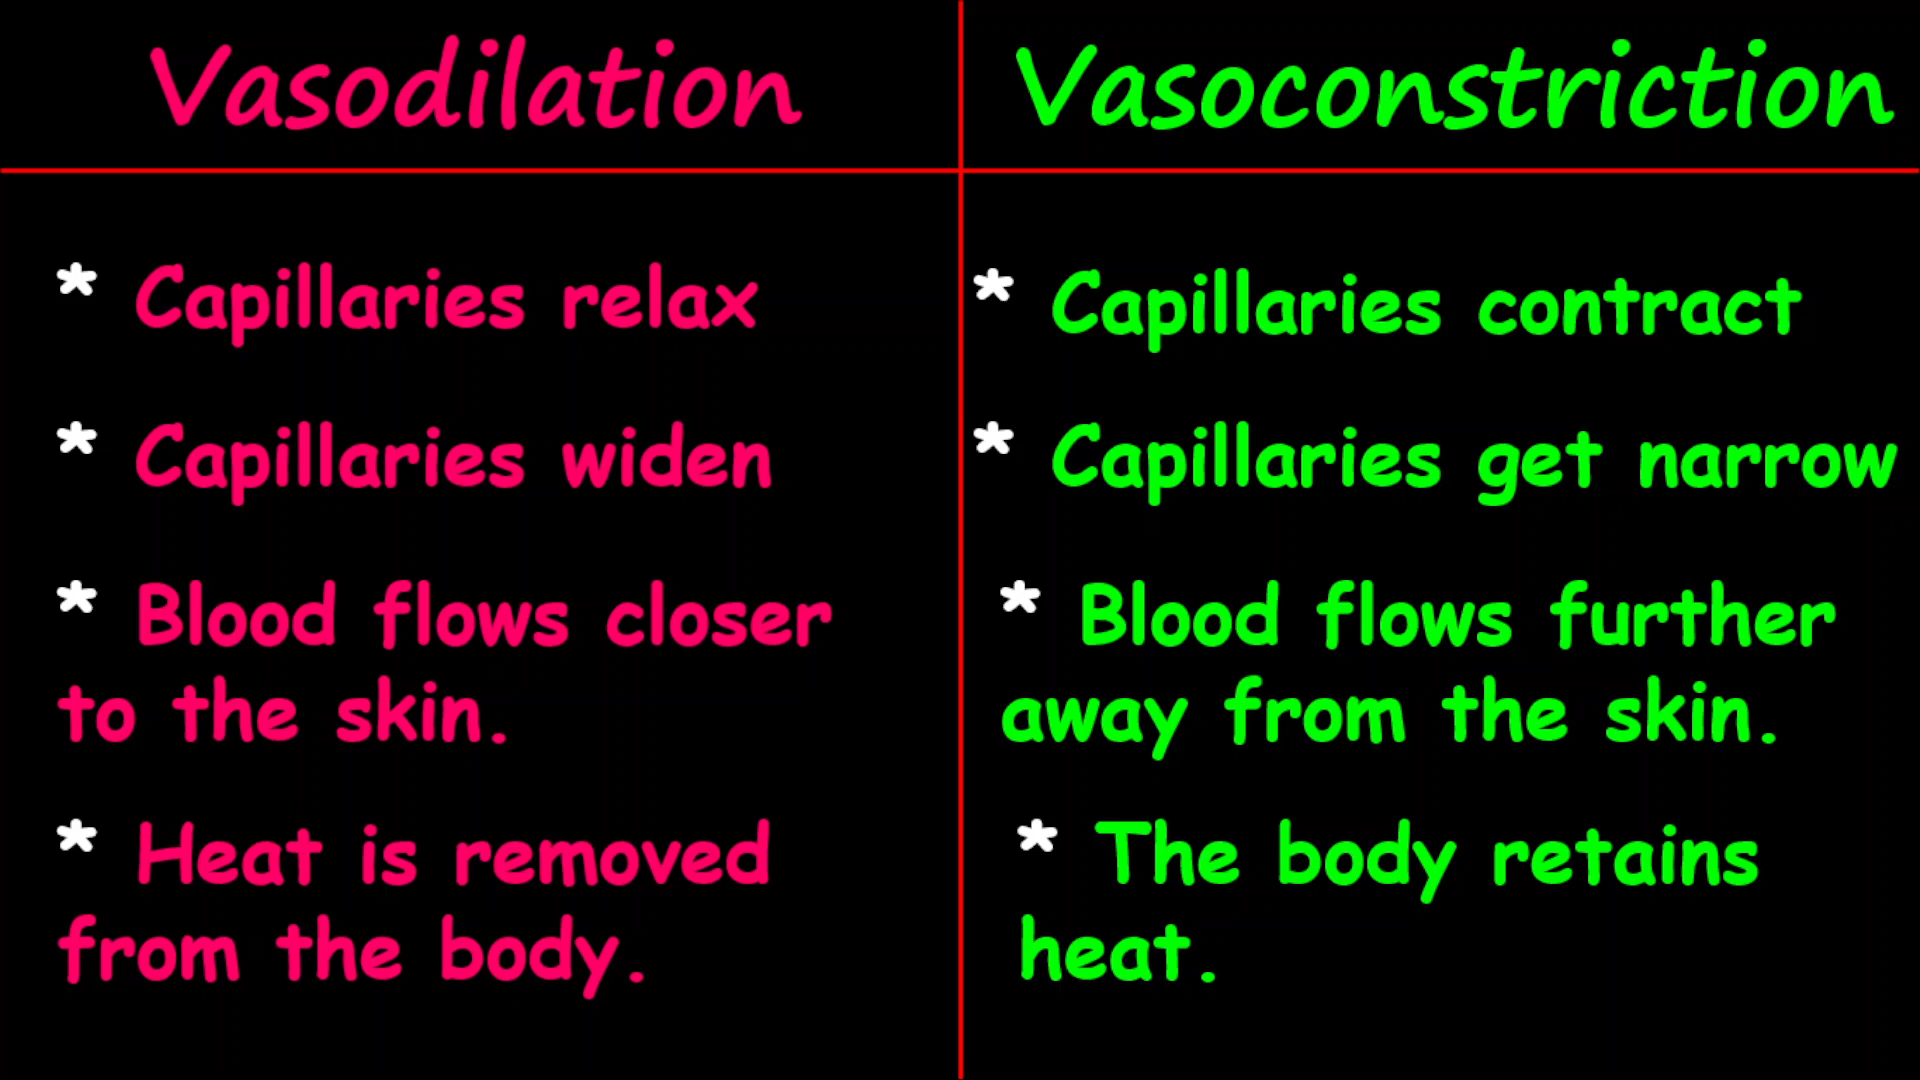 Vasodilation
* Capillaries relax
* Capillaries widen
* Blood flows closer
to the skin.
* Heat is removed
from the body.
Vasoconstriction
* Capillaries contract
* Capillaries get narrow
* Blood flows further
away from the skin.
* The body retains
heat.